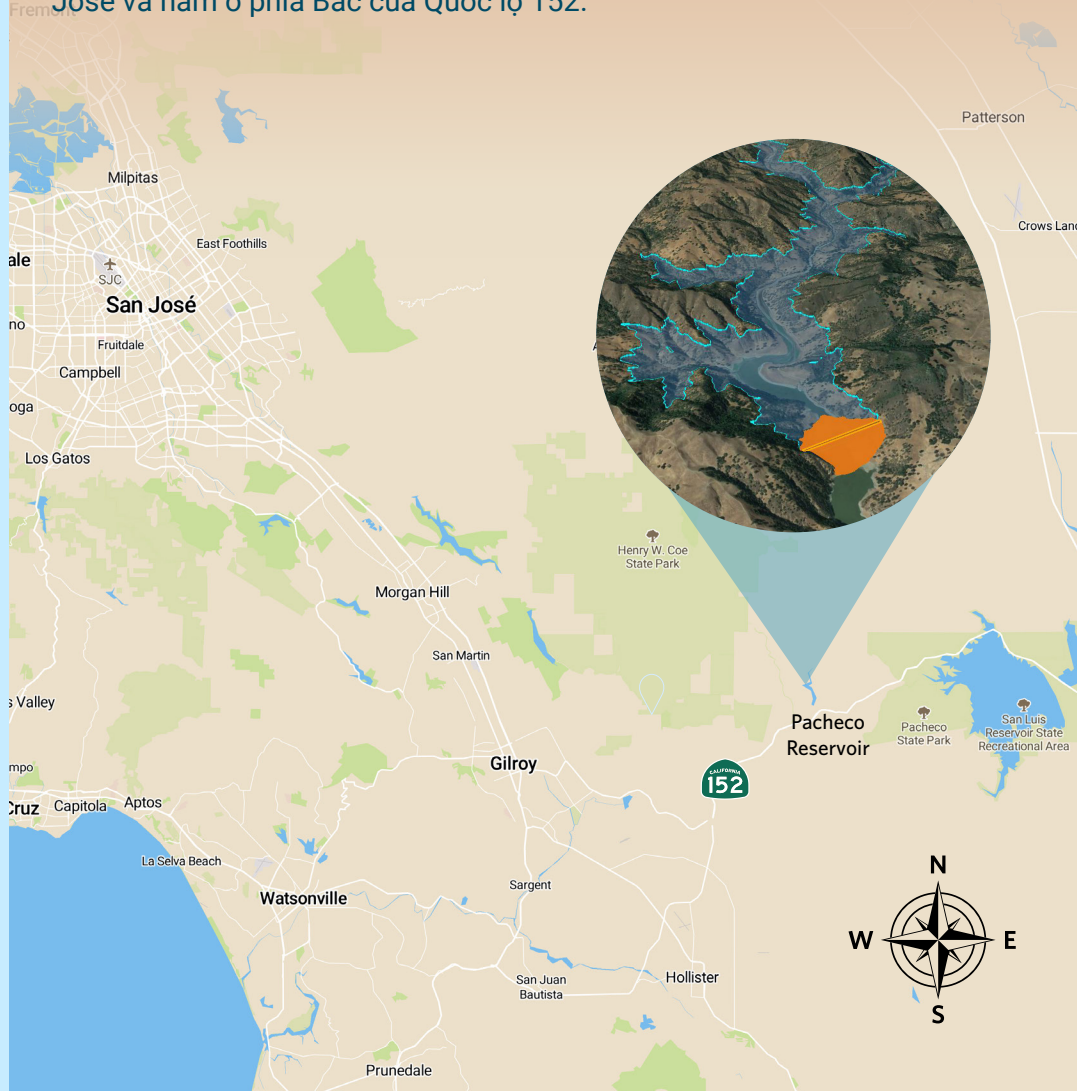 José và nằm ở phía Bắc của Quốc lộ 152.
Fremont
Patterson
Milpitas
East Foothills
SJC
San José
Fruitdale
Campbell
Los Gatos
Henry W. Coe
State Park
Morgan Hill
San Martin
s Valley
Pacheco
Reservoir
Pacheco
State Park
San Luis
Reservoir State
Recreational Area
Gilroy
CALIFORNIA
152
Cruz
Capitola
Aptos
La Selva Beach
Watsonville
Sargent
San Juan
Bautista
Hollister
Prunedale
N
W
E
S